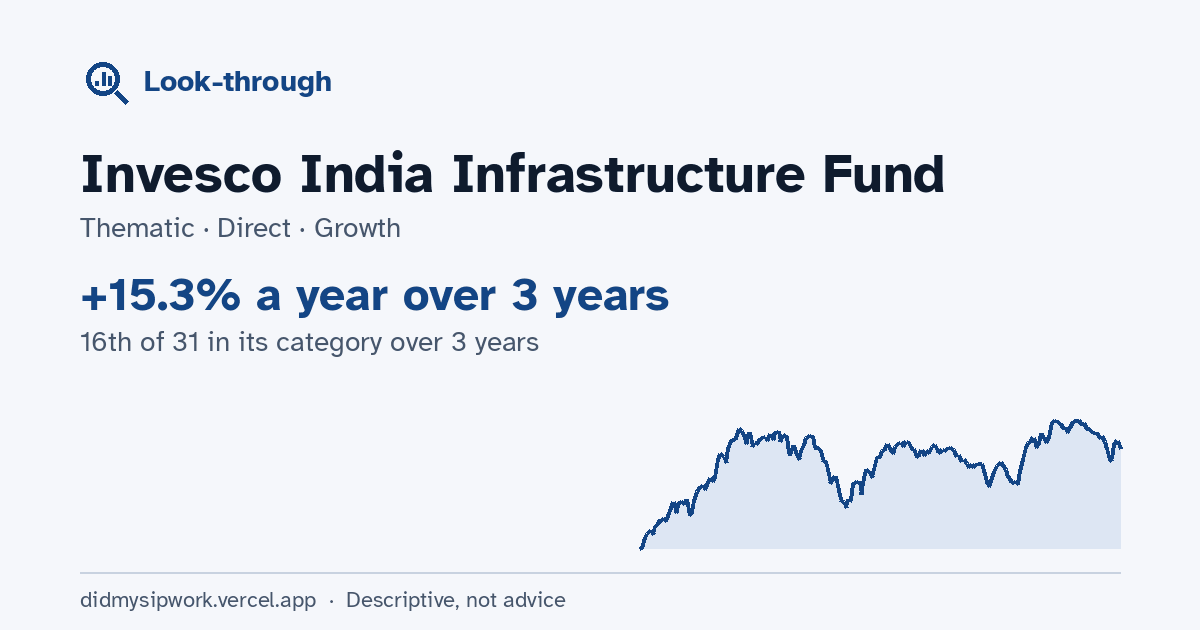 Look-through
Invesco India Infrastructure Fund
Thematic · Direct · Growth
+15.3% a year over 3 years
16th of 31 in its category over 3 years
didmysipwork.vercel.app · Descriptive, not advice